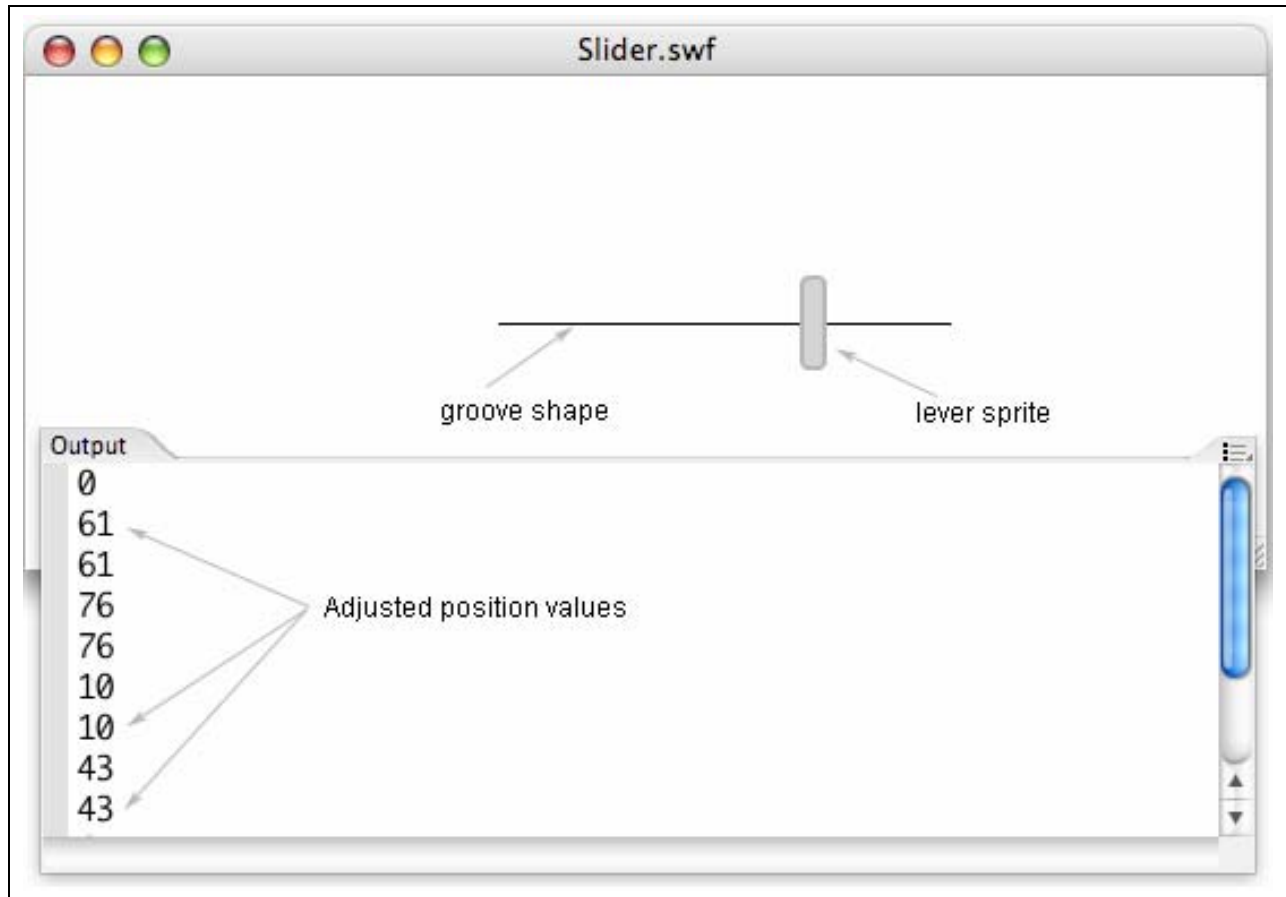 Slider.swf
groove shape
lever sprite
Output
0
61
61
76
76
10
10
43
43
Adjusted position values